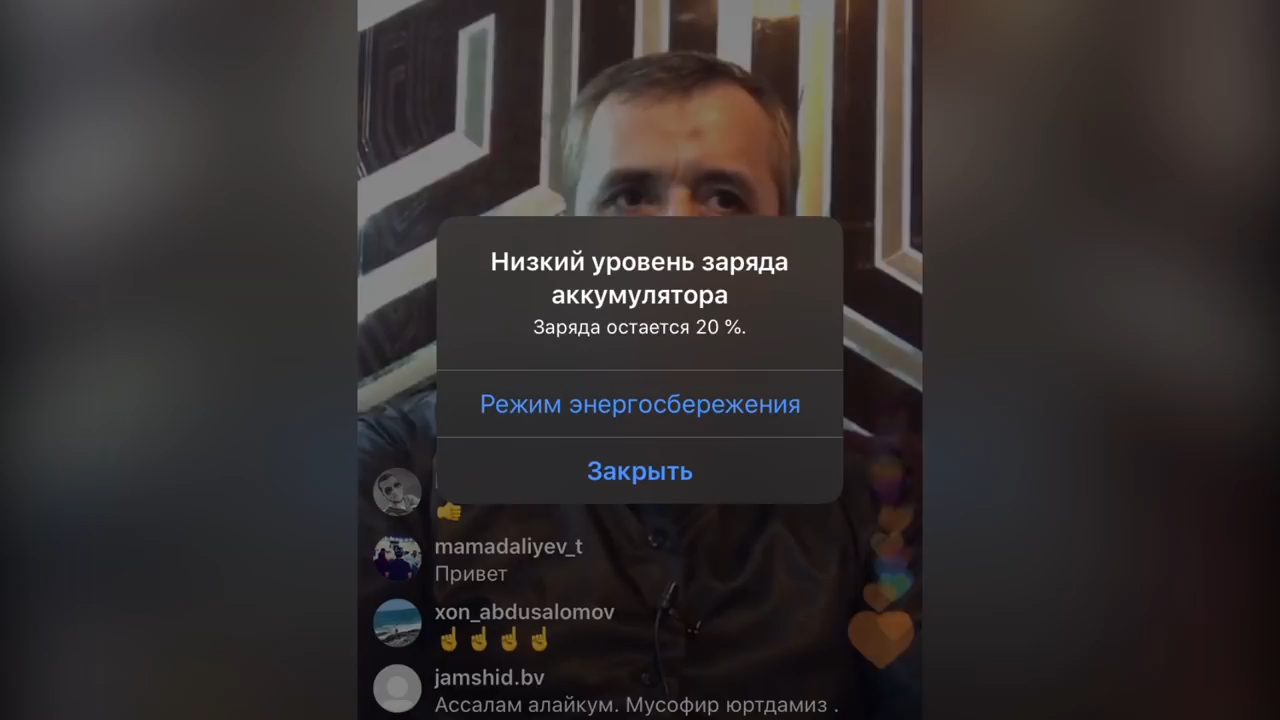 Низкий уровень заряда
аккумулятора
Заряда остается 20 %.
Режим энергосбережения
Закрыть
👍
mamadaliyev_t
Привет
xon_abdusalomov
☝️☝️☝️☝️
jamshid.bv
Ассалам алайкум. Мусофир юртдамиз .